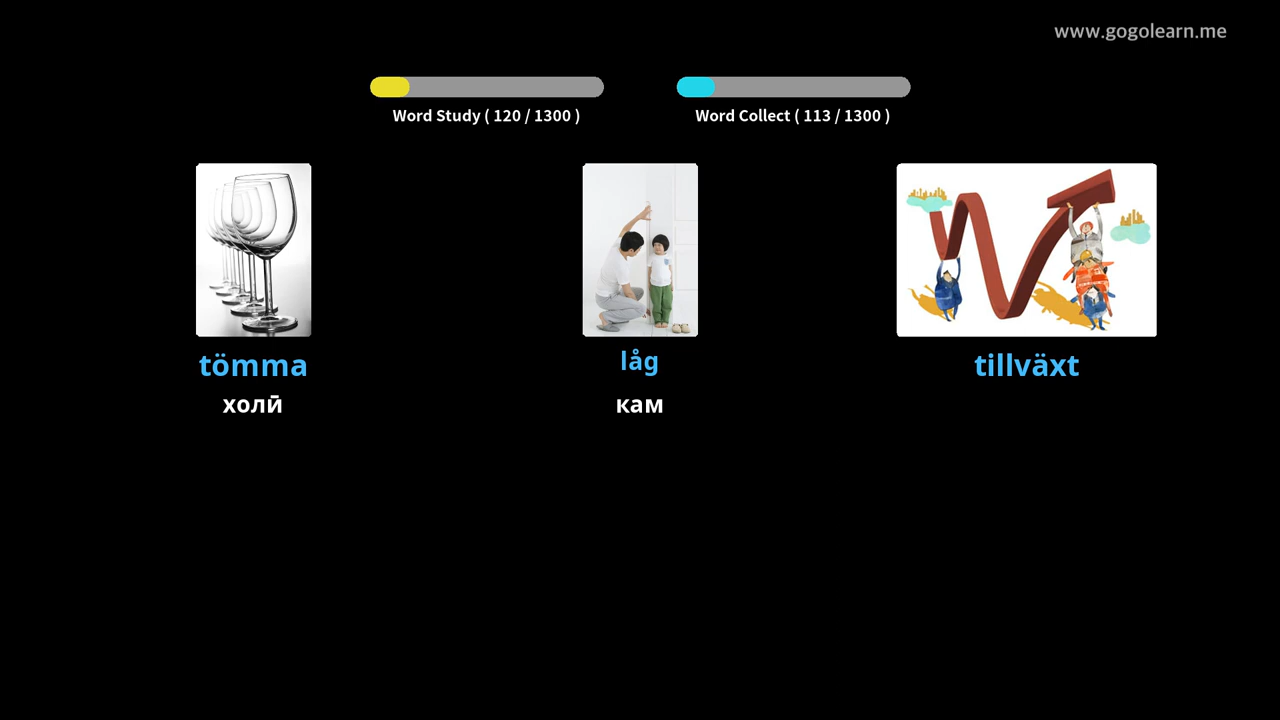 www.gogolearn.me
Word Study ( 120 / 1300 )
Word Collect ( 113 / 1300 )
tömma
låg
tillväxt
холӣ
кам